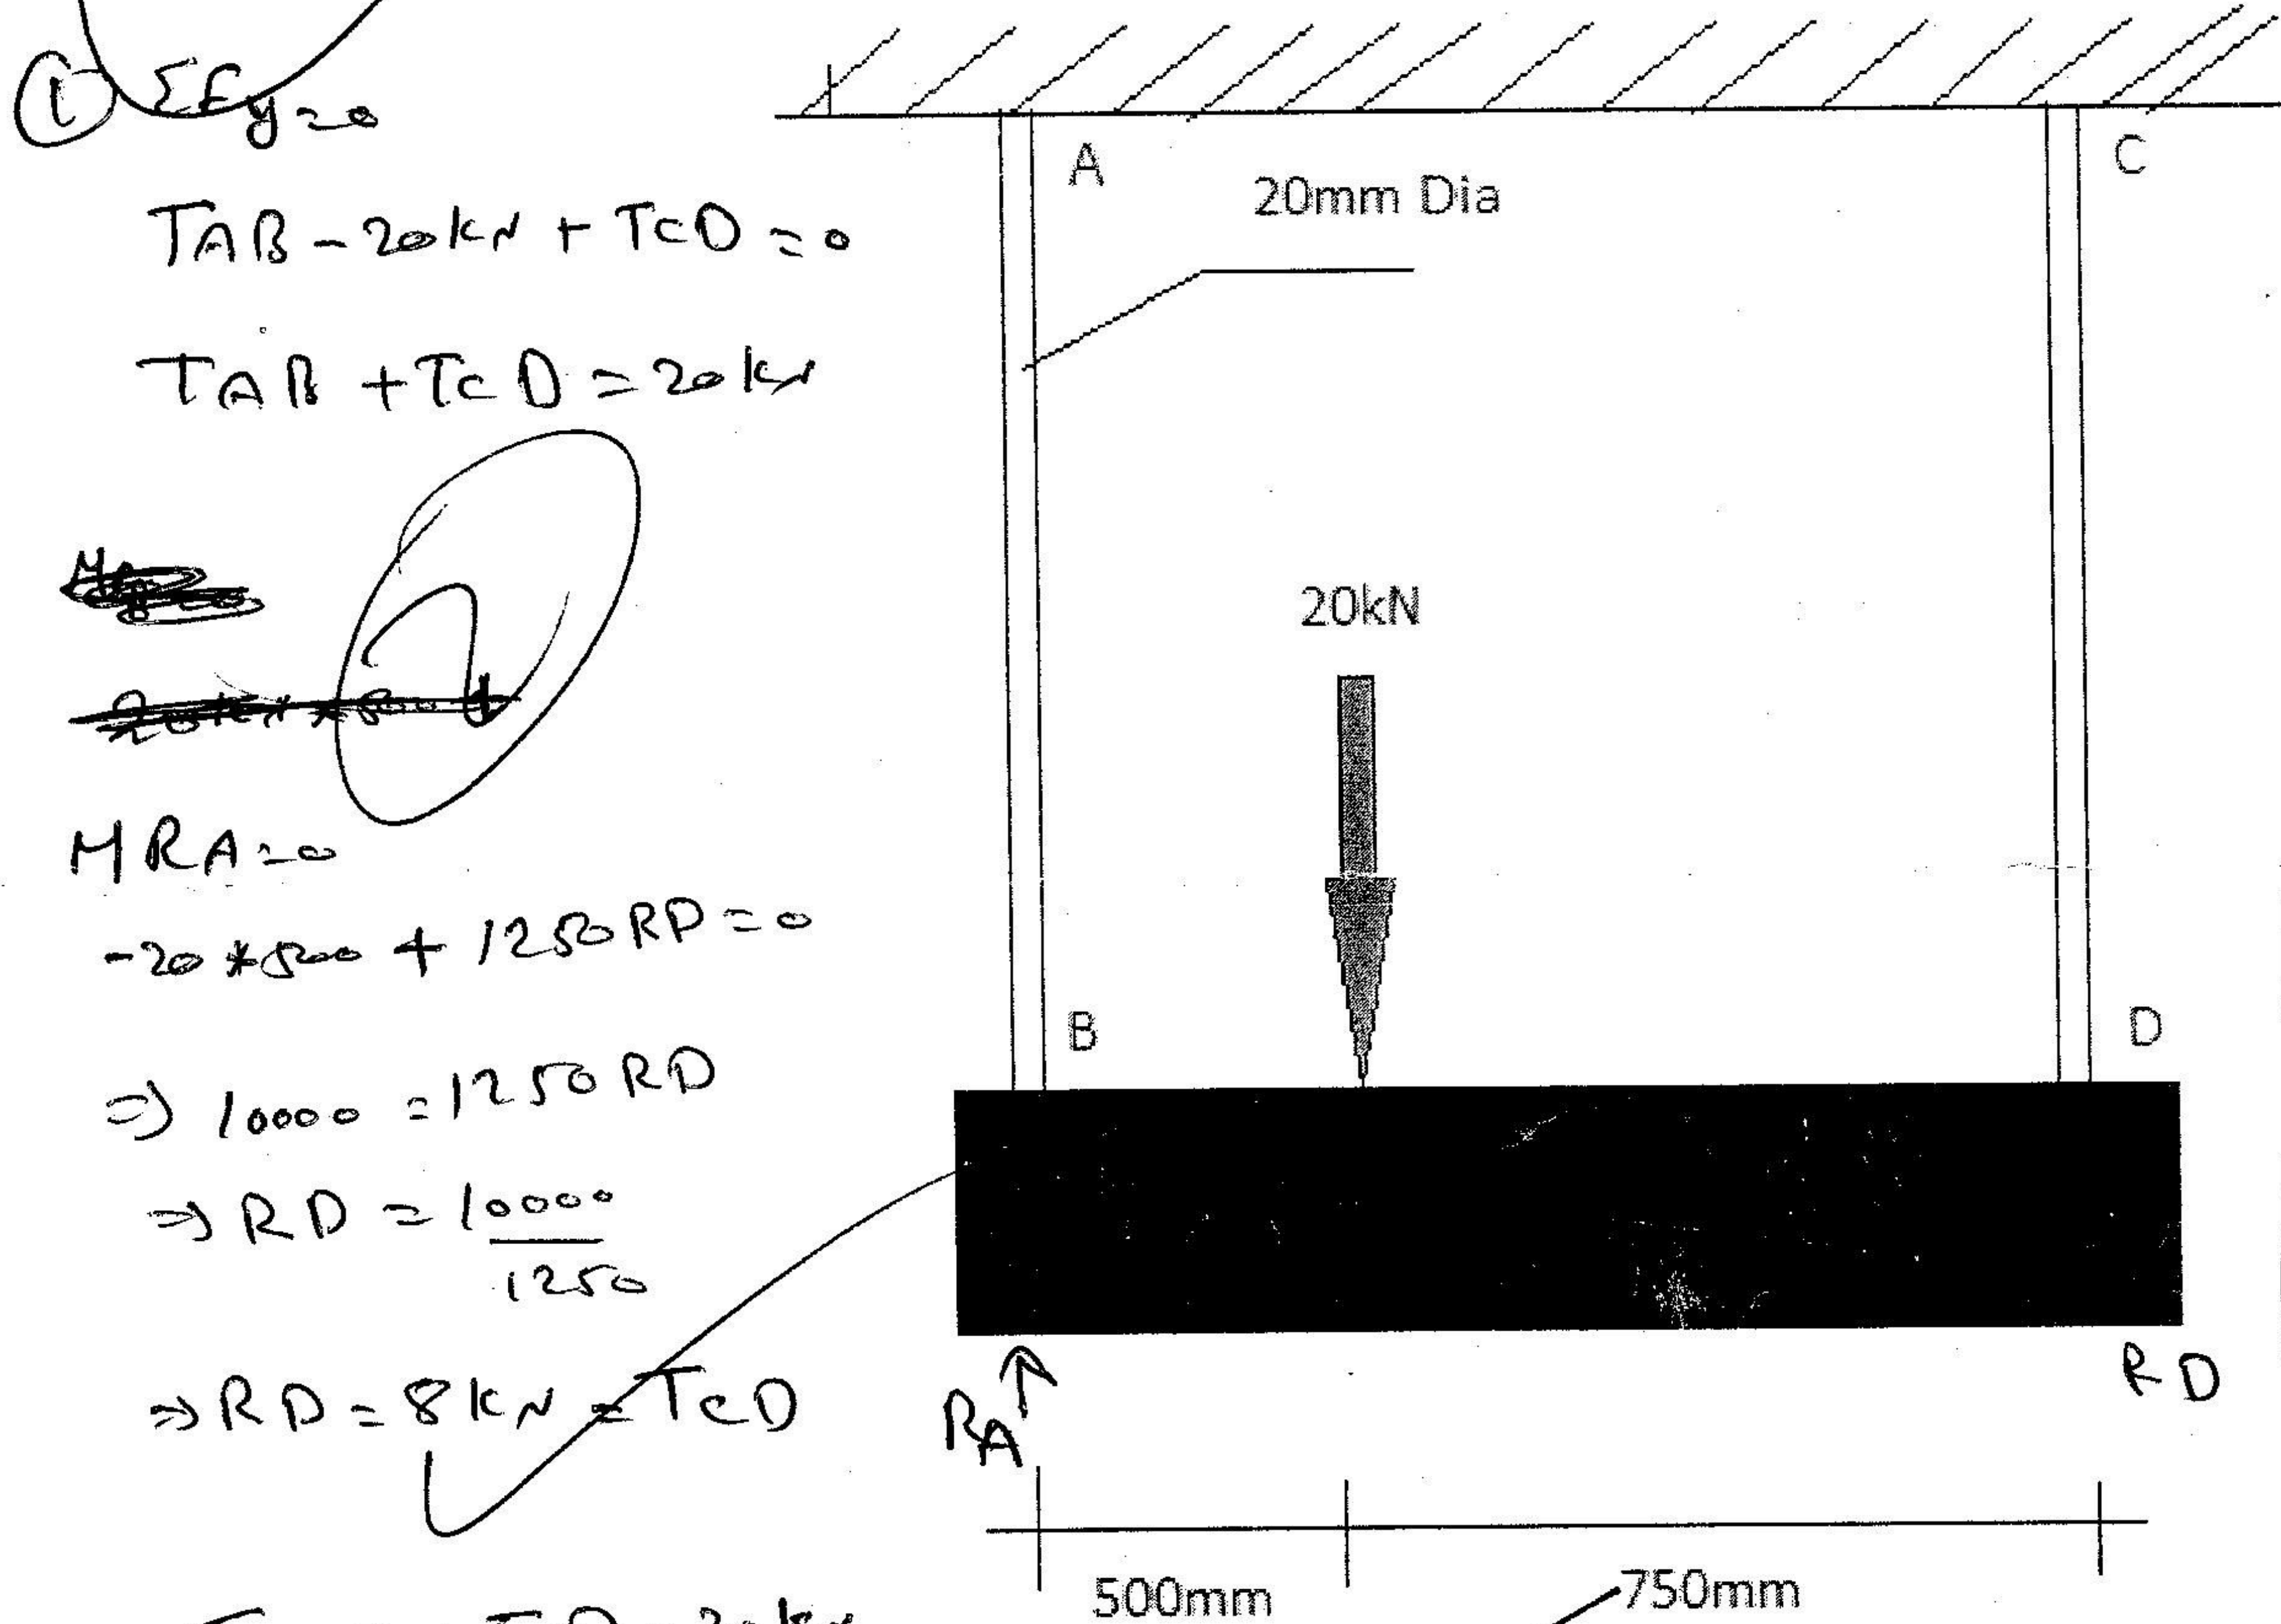 ① ΣFy=0
TAB - 20kN + TCD = 0
TAB + TCD = 20kN
MRA=0
-20*500 + 1250RD = 0
⇒ 10000 = 1250RD
⇒ RD = 10000
1250
⇒ RD = 8kN = TCD
A
C
20mm Dia
20kN
B
D
RA↑
RD
500mm
750mm